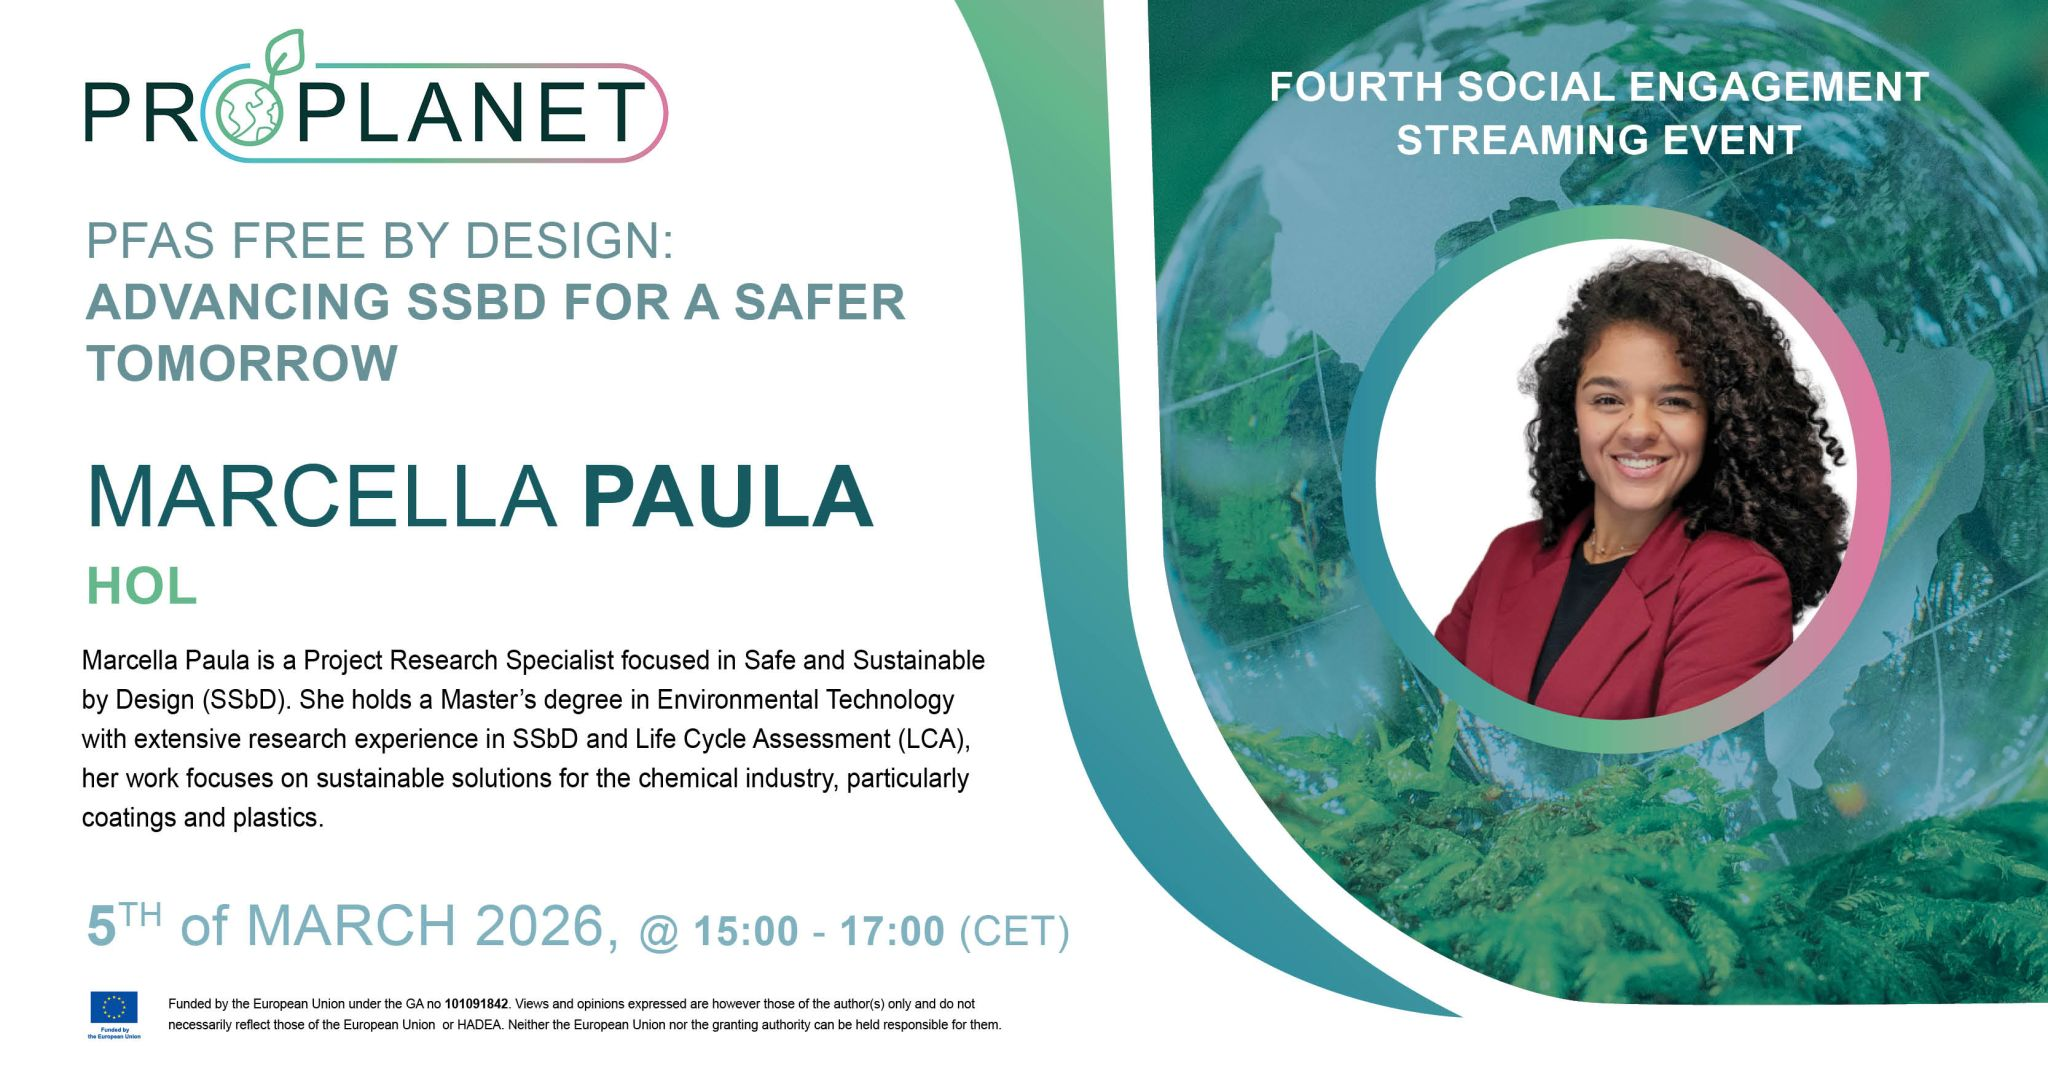 PROPLANET
FOURTH SOCIAL ENGAGEMENT
STREAMING EVENT
PFAS FREE BY DESIGN:
ADVANCING SSBD FOR A SAFER
TOMORROW
MARCELLA PAULA
HOL
Marcella Paula is a Project Research Specialist focused in Safe and Sustainable
by Design (SSbD). She holds a Master’s degree in Environmental Technology
with extensive research experience in SSbD and Life Cycle Assessment (LCA),
her work focuses on sustainable solutions for the chemical industry, particularly
coatings and plastics.
5TH of MARCH 2026, @ 15:00 - 17:00 (CET)
Funded by
the European Union
Funded by the European Union under the GA no 101091842. Views and opinions expressed are however those of the author(s) only and do not
necessarily reflect those of the European Union or HADEA. Neither the European Union nor the granting authority can be held responsible for them.